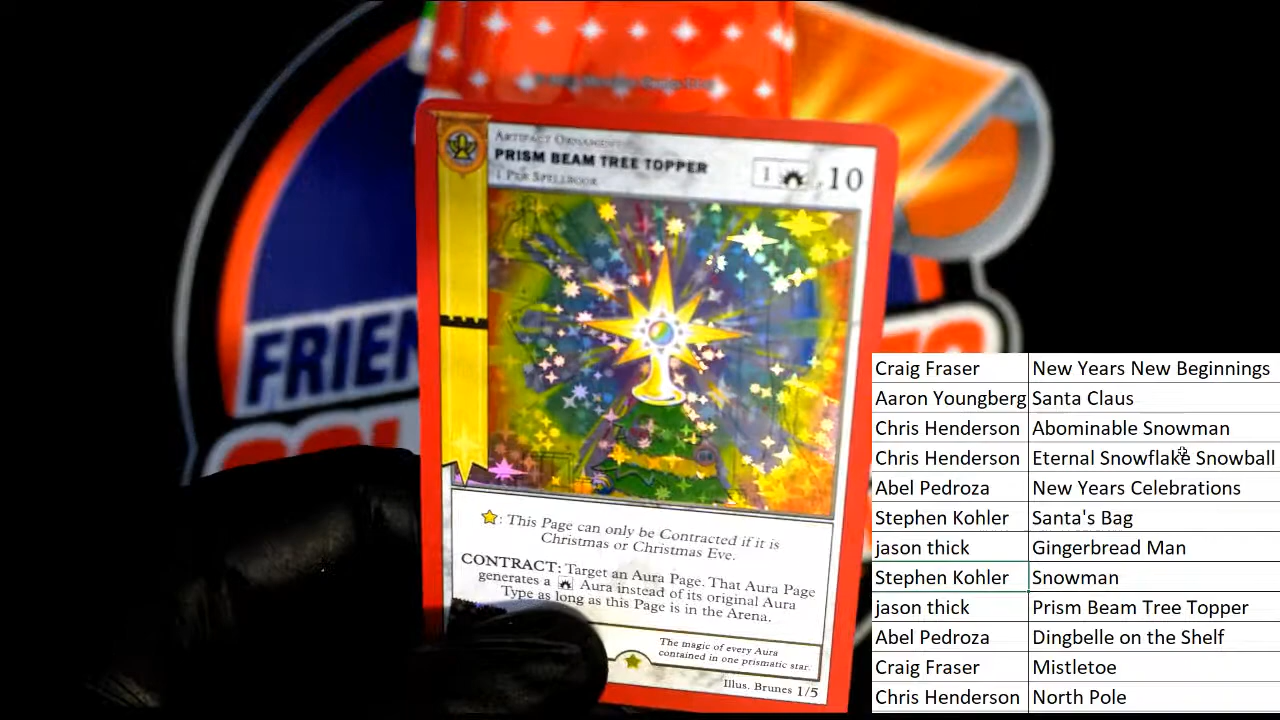 ARTIFACT ORNAMENT
PRISM BEAM TREE TOPPER
1 PER SPELLBOOK
1
10
: This Page can only be Contracted if it is
Christmas or Christmas Eve.
CONTRACT: Target an Aura Page. That Aura Page
generates a Aura instead of its original Aura
Type as long as this Page is in the Arena.
The magic of every Aura
contained in one prismatic star.
Illus. Brunes 1/5
FRIEN
Craig Fraser New Years New Beginnings
Aaron Youngberg Santa Claus
Chris Henderson Abominable Snowman
Chris Henderson Eternal Snowflake Snowball
Abel Pedroza New Years Celebrations
Stephen Kohler Santa's Bag
jason thick Gingerbread Man
Stephen Kohler Snowman
jason thick Prism Beam Tree Topper
Abel Pedroza Dingbelle on the Shelf
Craig Fraser Mistletoe
Chris Henderson North Pole